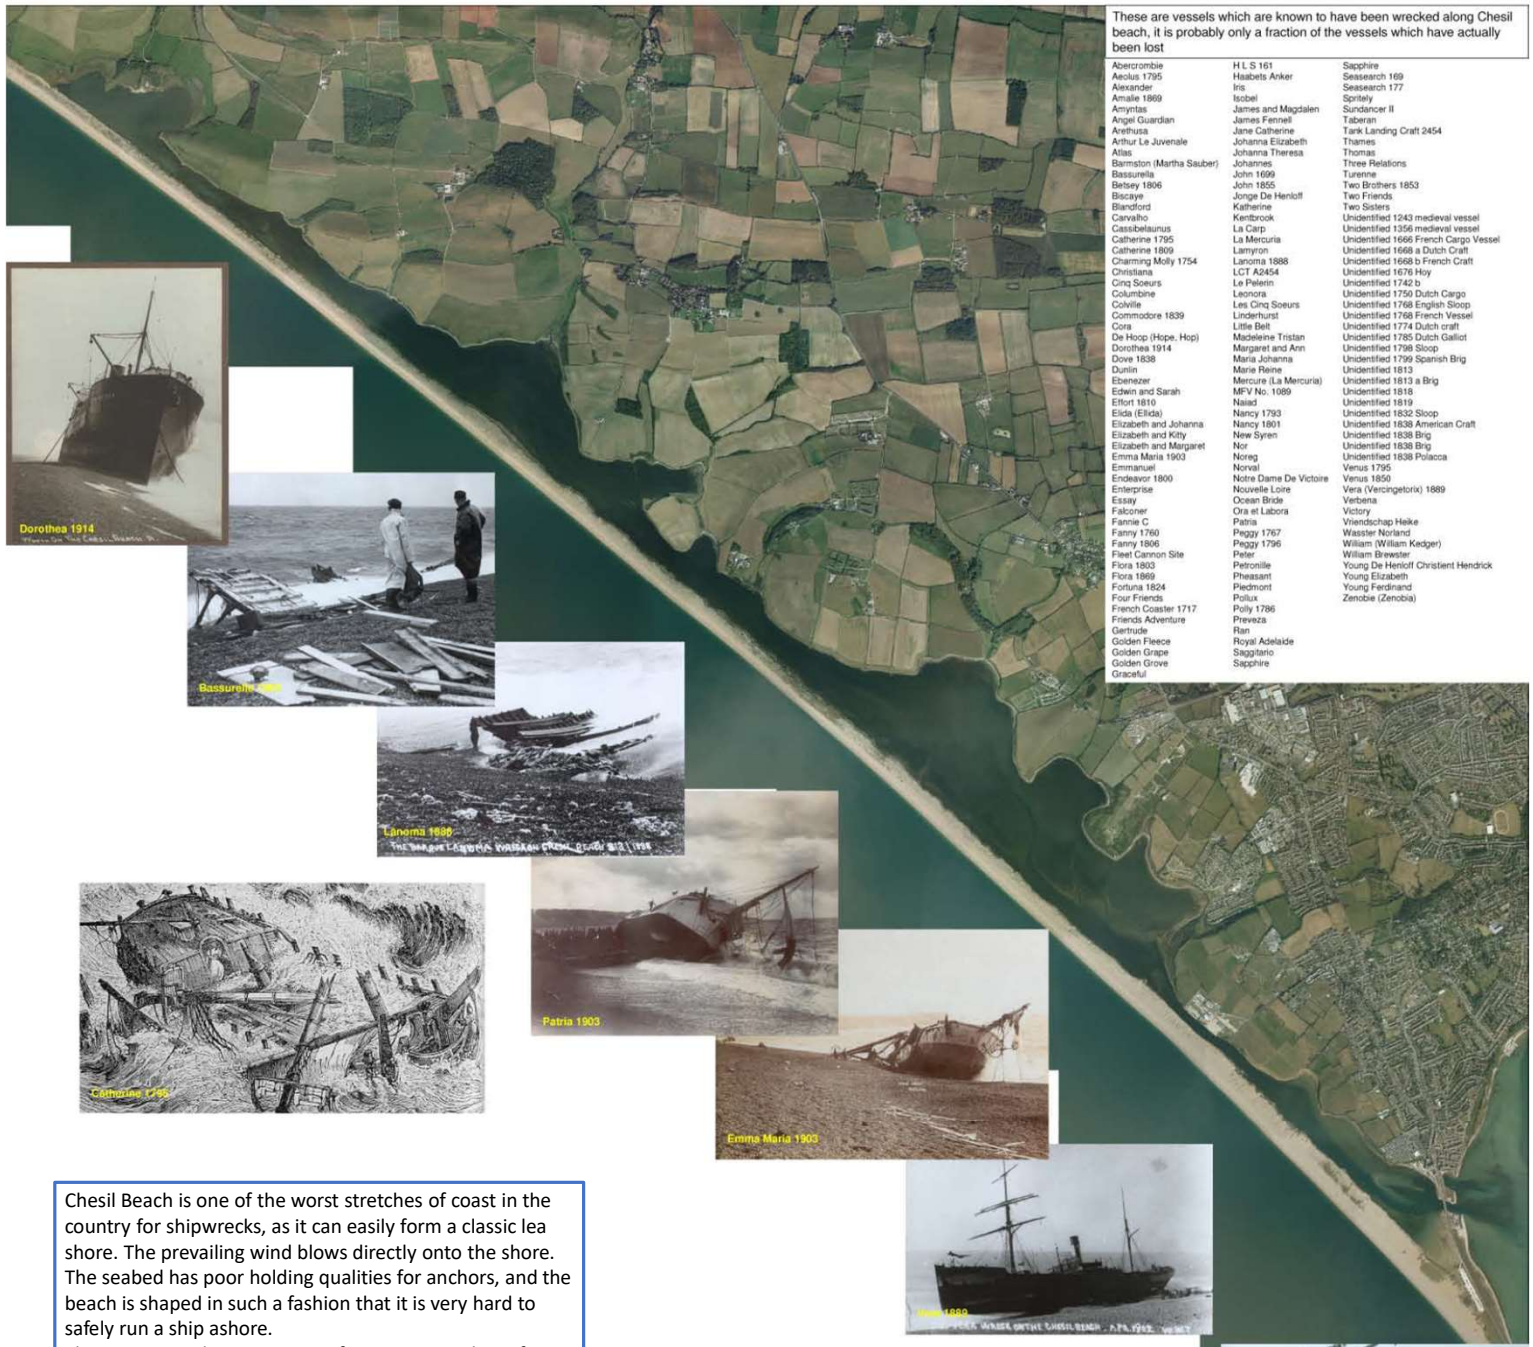 These are vessels which are known to have been wrecked along Chesil
beach, it is probably only a fraction of the vessels which have actually
been lost
Abercrombie
Aeolus 1795
Alexander
Amalie 1869
Amyntas
Angel Guardian
Arethusa
Arthur Le Juvenale
Atlas
Barmston (Martha Sauber)
Bassurella
Betsey 1806
Biscaye
Blandford
Carvalho
Cassibelaunus
Catherine 1795
Catherine 1809
Charming Molly 1754
Christiana
Cinq Soeurs
Columbine
Colville
Commodore 1839
Cora
De Hoop (Hope, Hop)
Dorothea 1914
Dove 1838
Dunlin
Ebenezer
Edwin and Sarah
Effort 1810
Elida (Ellida)
Elizabeth and Johanna
Elizabeth and Kitty
Elizabeth and Margaret
Emma Maria 1903
Emmanuel
Endeavor 1800
Enterprise
Essay
Falconer
Fannie C
Fanny 1760
Fanny 1806
Fleet Cannon Site
Flora 1803
Flora 1869
Fortuna 1824
Four Friends
French Coaster 1717
Friends Adventure
Gertrude
Golden Fleece
Golden Grape
Golden Grove
Graceful
H L S 161
Haabets Anker
Iris
Isobel
James and Magdalen
James Fennell
Jane Catherine
Johanna Elizabeth
Johanna Theresa
Johannes
John 1699
John 1855
Jonge De Henloff
Katherine
Kentbrook
La Carp
La Mercuria
Lamyron
Lanoma 1888
LCT A2454
Le Pelerin
Leonora
Les Cinq Soeurs
Linderhurst
Little Belt
Madeleine Tristan
Margaret and Ann
Maria Johanna
Marie Reine
Mercure (La Mercuria)
MFV No. 1089
Naiad
Nancy 1793
Nancy 1801
New Syren
Nor
Noreg
Norval
Notre Dame De Victoire
Nouvelle Loire
Ocean Bride
Ora et Labora
Patria
Peggy 1767
Peggy 1796
Peter
Petronille
Pheasant
Piedmont
Pollux
Polly 1786
Preveza
Ran
Royal Adelaide
Saggitario
Sapphire
Sapphire
Seasearch 169
Seasearch 177
Spritely
Sundancer II
Taberan
Tank Landing Craft 2454
Thames
Thomas
Three Relations
Turenne
Two Brothers 1853
Two Friends
Two Sisters
Unidentified 1243 medieval vessel
Unidentified 1356 medieval vessel
Unidentified 1666 French Cargo Vessel
Unidentified 1668 a Dutch Craft
Unidentified 1668 b French Craft
Unidentified 1676 Hoy
Unidentified 1742 b
Unidentified 1750 Dutch Cargo
Unidentified 1768 English Sloop
Unidentified 1768 French Vessel
Unidentified 1774 Dutch craft
Unidentified 1785 Dutch Galliot
Unidentified 1798 Sloop
Unidentified 1799 Spanish Brig
Unidentified 1813
Unidentified 1813 a Brig
Unidentified 1818
Unidentified 1819
Unidentified 1832 Sloop
Unidentified 1838 American Craft
Unidentified 1838 Brig
Unidentified 1838 Brig
Unidentified 1838 Polacca
Venus 1795
Venus 1850
Vera (Vercingetorix) 1889
Verbena
Victory
Vriendschap Heike
Wasster Norland
William (William Kedger)
William Brewster
Young De Henloff Christient Hendrick
Young Elizabeth
Young Ferdinand
Zenobie (Zenobia)
Dorothea 1914
ON THE CHESIL BEACH
Bassurelle
Lanoma 1888
THE BARQUE LANOMA BEACH
Patria 1903
Catherine 1795
Emma Maria 1903
1889
WRECK ON THE CHESIL BEACH
Chesil Beach is one of the worst stretches of coast in the
country for shipwrecks, as it can easily form a classic lea
shore. The prevailing wind blows directly onto the shore.
The seabed has poor holding qualities for anchors, and the
beach is shaped in such a fashion that it is very hard to
safely run a ship ashore.